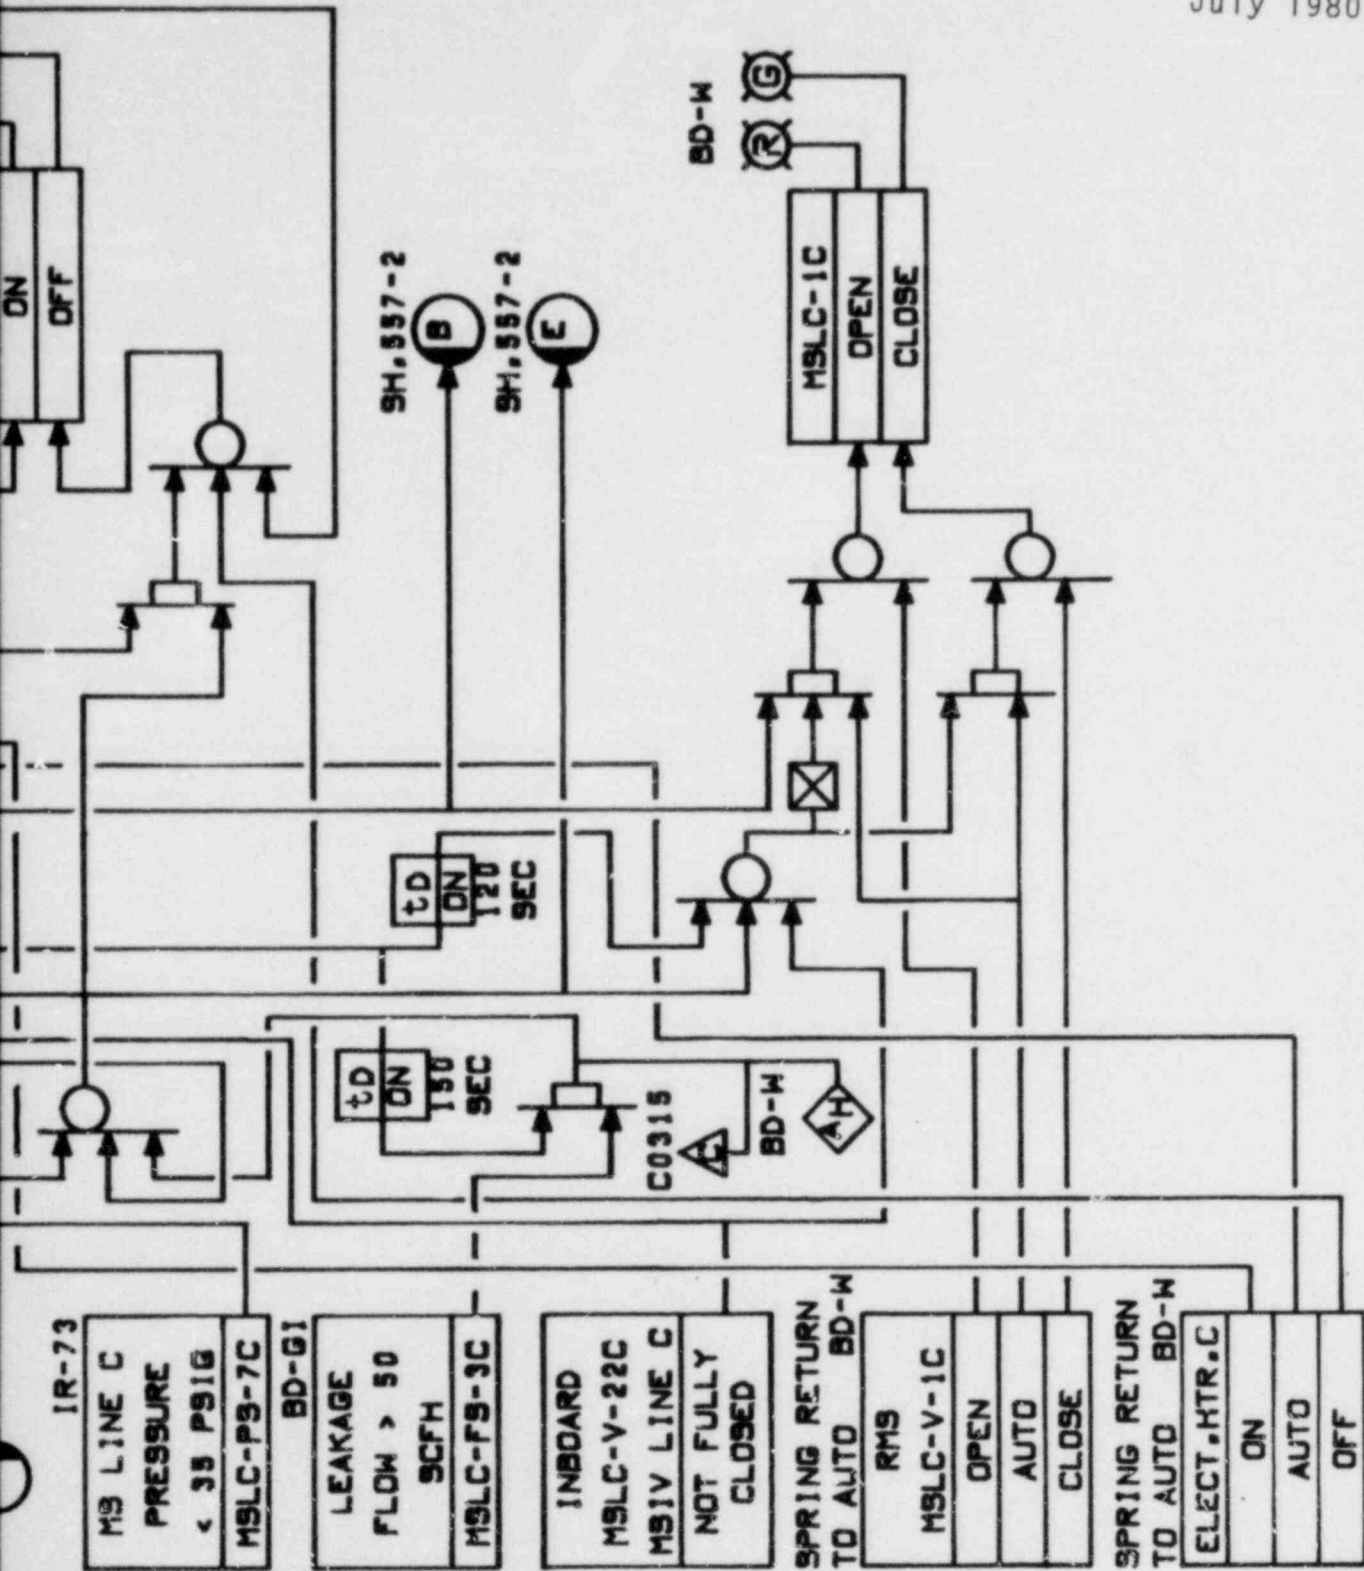 July 1980
ON
OFF
SH.557-2
B
SH.557-2
E
BD-W
R
G
MSLC-1C
OPEN
CLOSE
tD
ON
120
SEC
tD
ON
150
SEC
C0315
C
BD-W
AH
IR-73
MS LINE C
PRESSURE
< 35 PSIG
MSLC-PS-7C
BD-G1
LEAKAGE
FLOW > 50
SCFH
MSLC-FS-3C
INBOARD
MSLC-V-22C
MSIV LINE C
NOT FULLY
CLOSED
SPRING RETURN
TO AUTO BD-W
RMS
MSLC-V-1C
OPEN
AUTO
CLOSE
SPRING RETURN
TO AUTO BD-W
ELECT.HTR.C
ON
AUTO
OFF